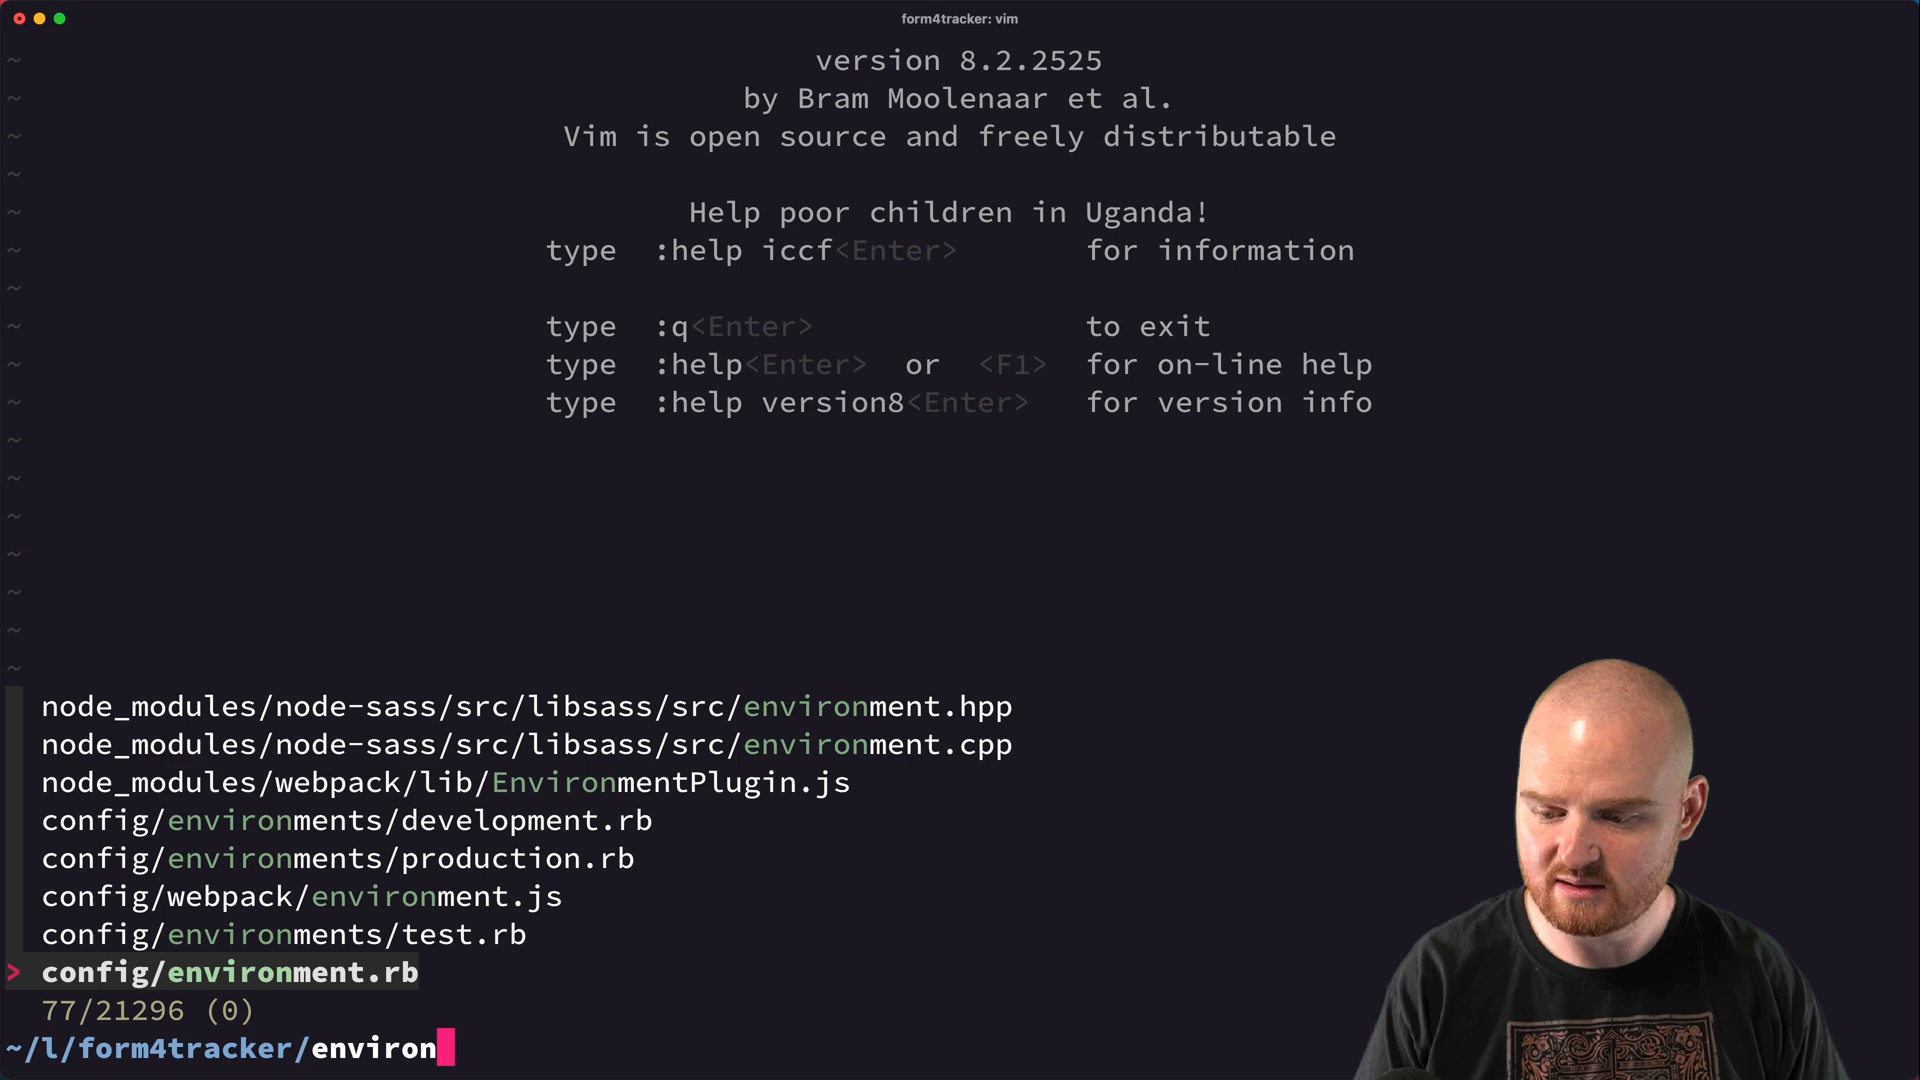 form4tracker: vim
~ version 8.2.2525
~ by Bram Moolenaar et al.
~ Vim is open source and freely distributable
~
~ Help poor children in Uganda!
~ type :help iccf<Enter> for information
~
~ type :q<Enter> to exit
~ type :help<Enter> or <F1> for on-line help
~ type :help version8<Enter> for version info
~
~
~
~
~
~
~
node_modules/node-sass/src/libsass/src/environment.hpp
node_modules/node-sass/src/libsass/src/environment.cpp
node_modules/webpack/lib/EnvironmentPlugin.js
config/environments/development.rb
config/environments/production.rb
config/webpack/environment.js
config/environments/test.rb
> config/environment.rb
77/21296 (0)
~/l/form4tracker/environ